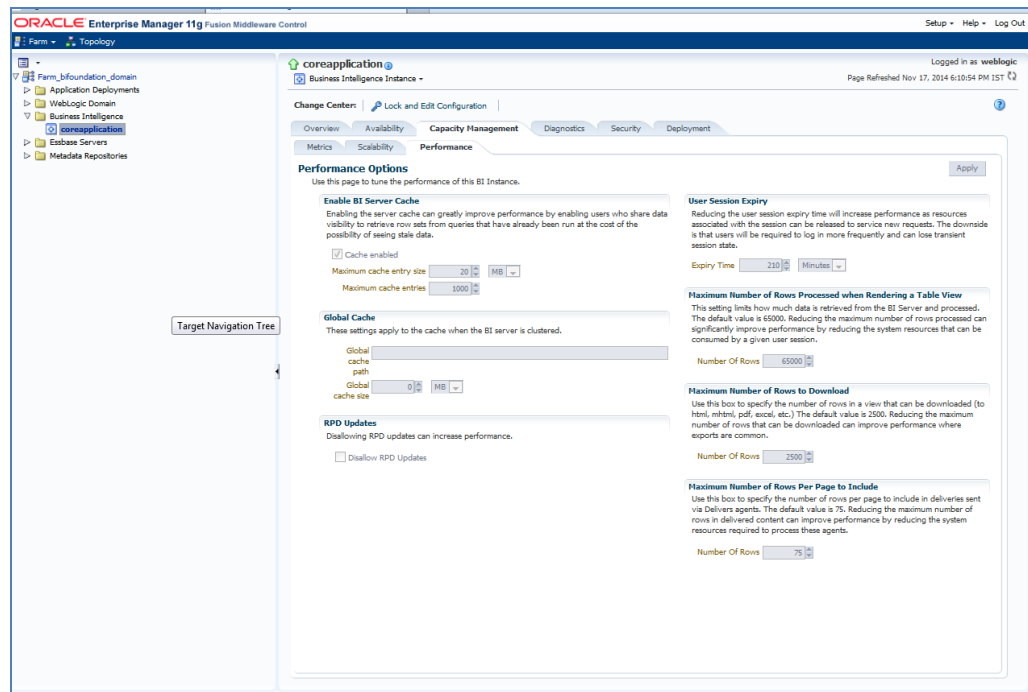 ORACLE Enterprise Manager 11g Fusion Middleware Control
Setup Help Log Out
Farm Topology
Farm_bifoundation_domain
Application Deployments
WebLogic Domain
Business Intelligence
coreapplication
Essbase Servers
Metadata Repositories
Target Navigation Tree
coreapplication
Logged in as weblogic
Business Intelligence Instance
Page Refreshed Nov 17, 2014 6:10:54 PM IST
Change Center: Lock and Edit Configuration
Overview Availability Capacity Management Diagnostics Security Deployment
Metrics Scalability Performance
Performance Options
Apply
Use this page to tune the performance of this BI Instance.
Enable BI Server Cache
Enabling the server cache can greatly improve performance by enabling users who share data
visibility to retrieve row sets from queries that have already been run at the cost of the
possibility of seeing stale data.
Cache enabled
Maximum cache entry size 20 MB
Maximum cache entries 1000
Global Cache
These settings apply to the cache when the BI server is clustered.
Global
cache
path
Global 0 MB
cache size
RPD Updates
Disallowing RPD updates can increase performance.
Disallow RPD Updates
User Session Expiry
Reducing the user session expiry time will increase performance as resources
associated with the session can be released to service new requests. The downside
is that users will be required to log in more frequently and can lose transient
session state.
Expiry Time 210 Minutes
Maximum Number of Rows Processed when Rendering a Table View
This setting limits how much data is retrieved from the BI Server and processed.
The default value is 65000. Reducing the maximum number of rows processed can
significantly improve performance by reducing the system resources that can be
consumed by a given user session.
Number Of Rows 65000
Maximum Number of Rows to Download
Use this box to specify the number of rows in a view that can be downloaded (to
html, mhtml, pdf, excel, etc.) The default value is 2500. Reducing the maximum
number of rows that can be downloaded can improve performance where
exports are common.
Number Of Rows 2500
Maximum Number of Rows Per Page to Include
Use this box to specify the number of rows per page to include in deliveries sent
via Delivers agents. The default value is 75. Reducing the maximum number of
rows in delivered content can improve performance by reducing the system
resources required to process these agents.
Number Of Rows 75